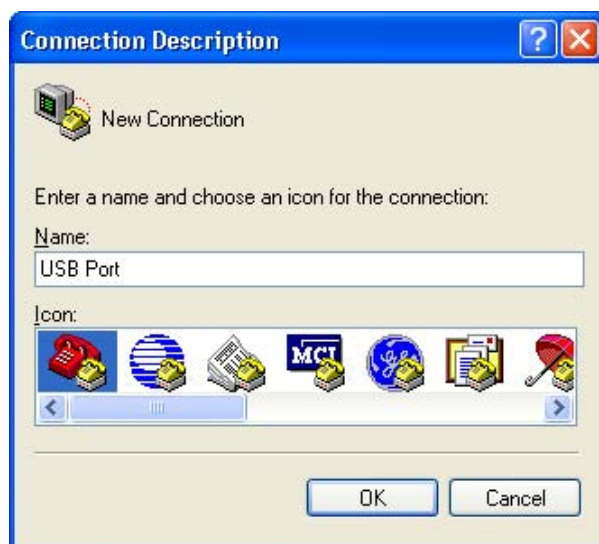 Connection Description
New Connection
Enter a name and choose an icon for the connection:
Name:
USB Port
Icon:
MCI
OK
Cancel